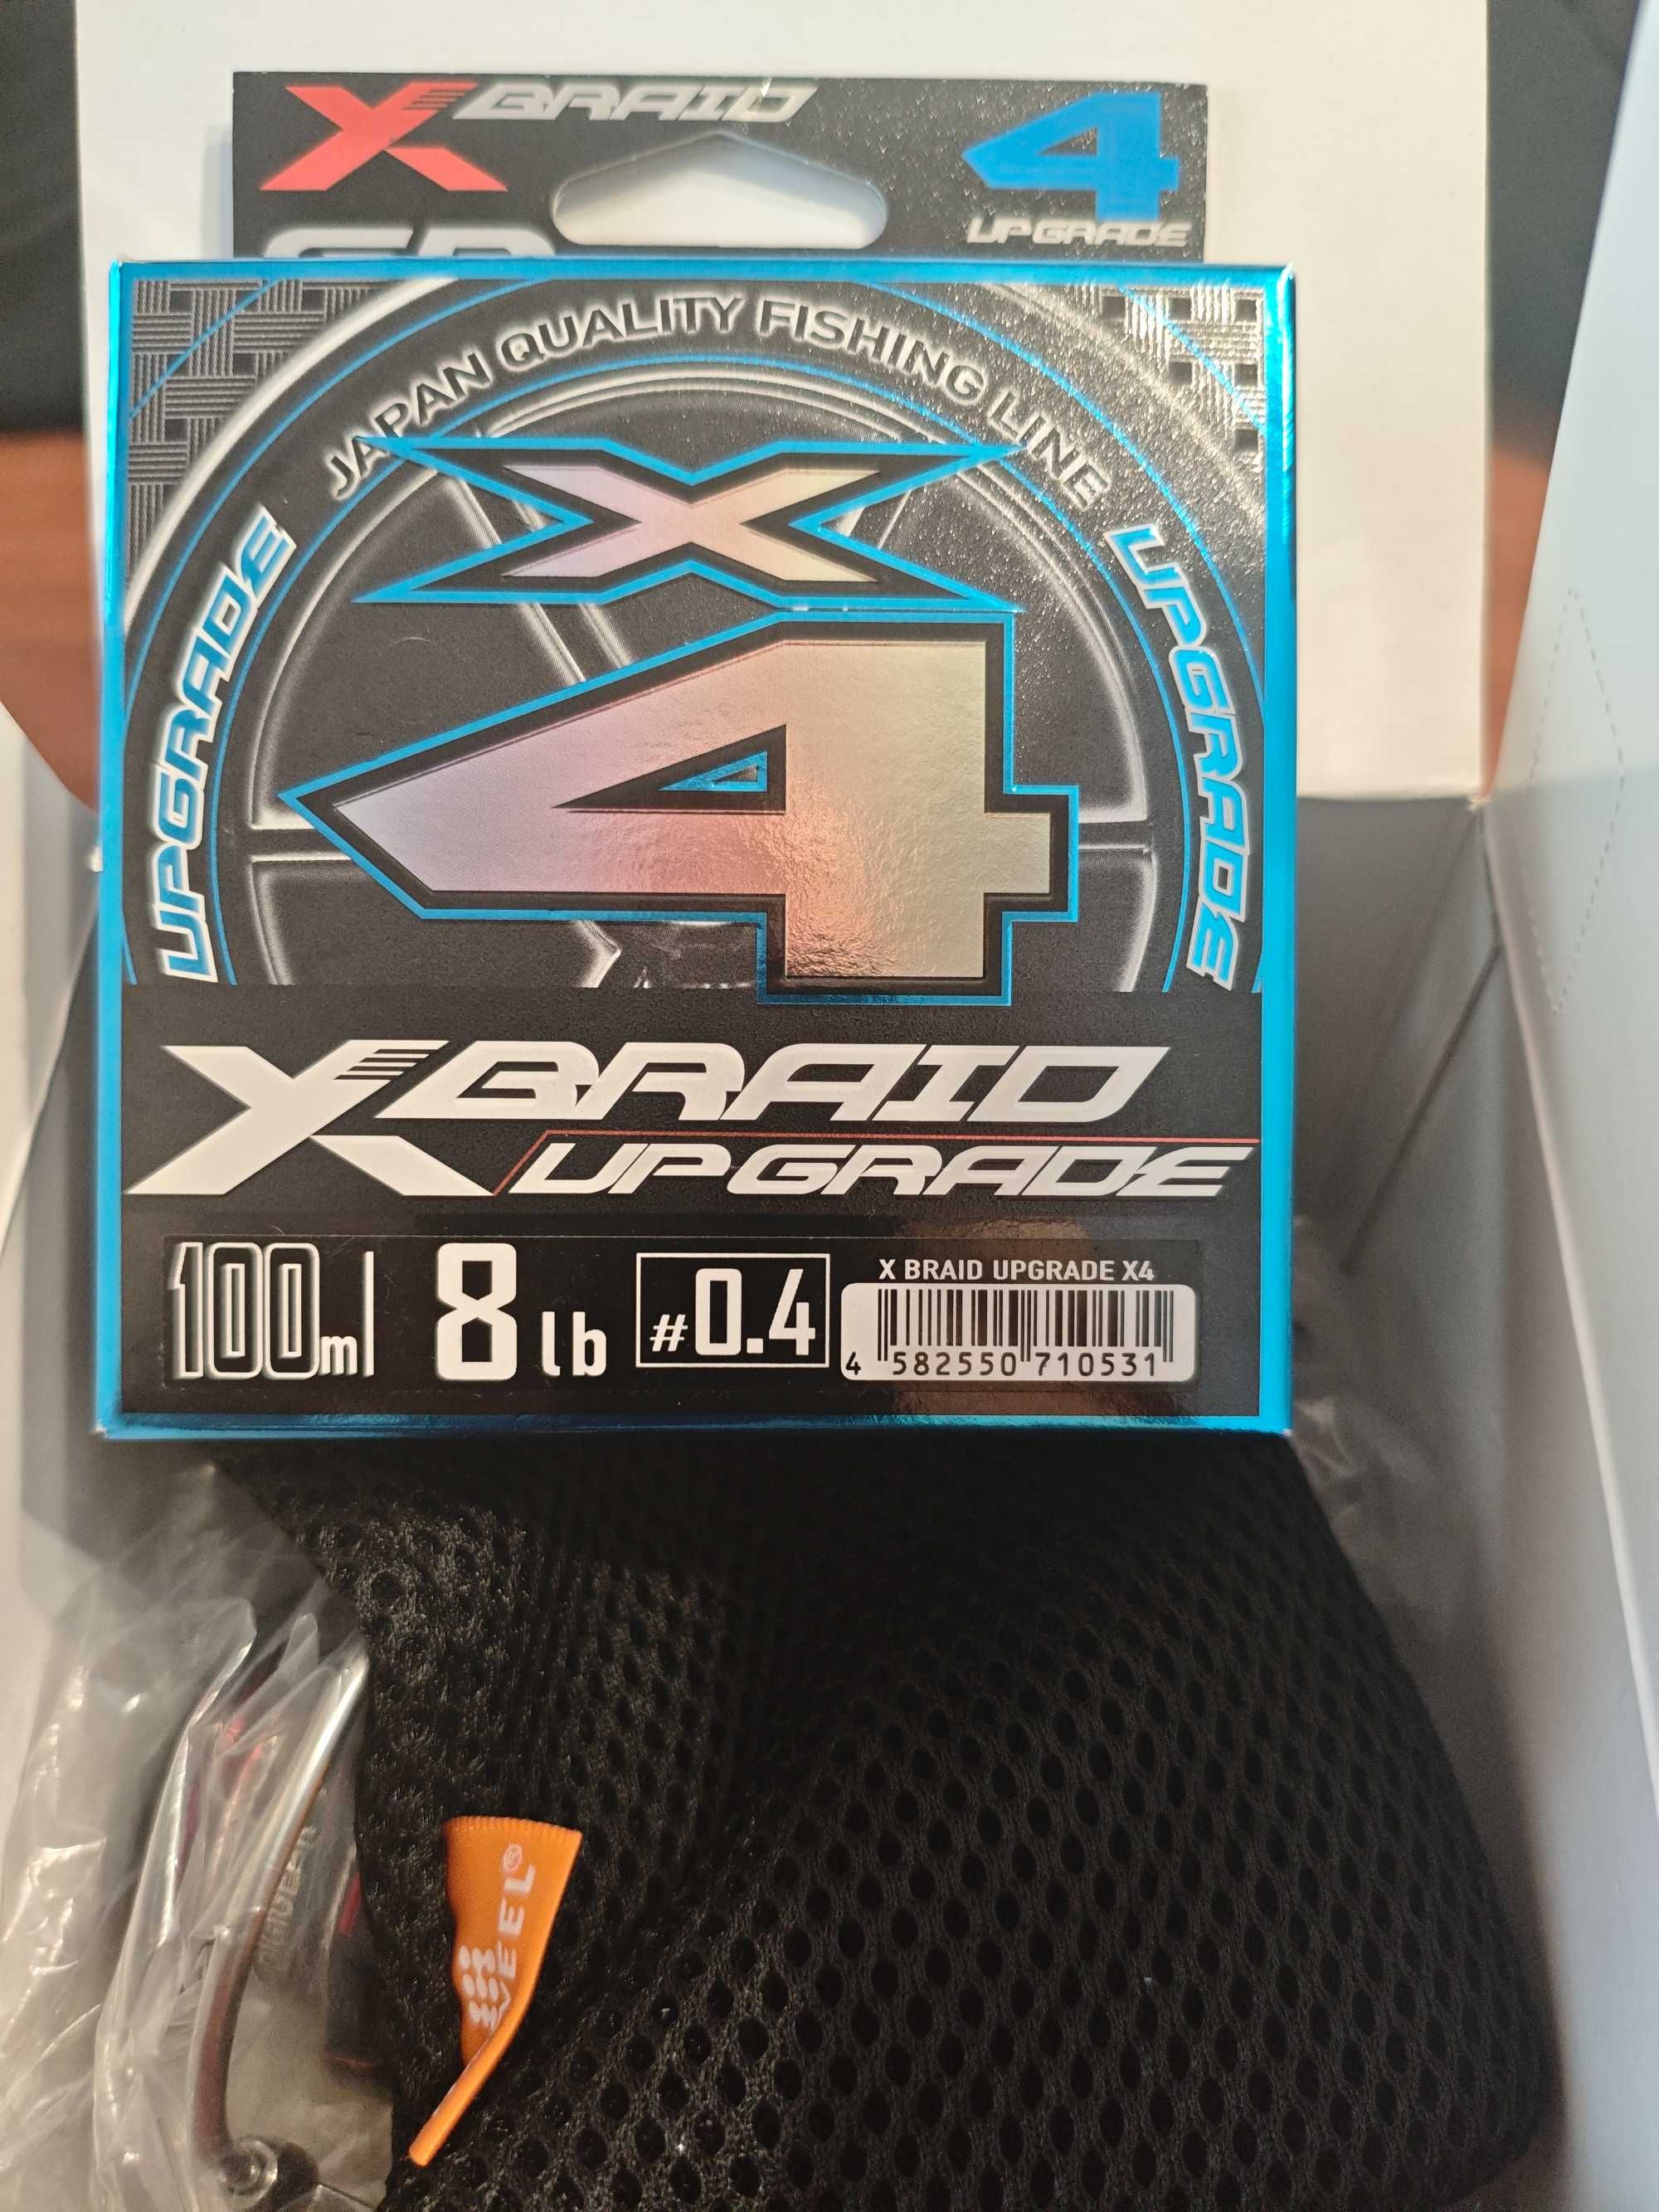 X BRAID
4
UPGRADE
JAPAN QUALITY FISHING LINE
UPGRADE
UPGRADE
X
4
X BRAID
UPGRADE
100m
8 lb
#0.4
X BRAID UPGRADE X4
4 582550 710531
VEEL®